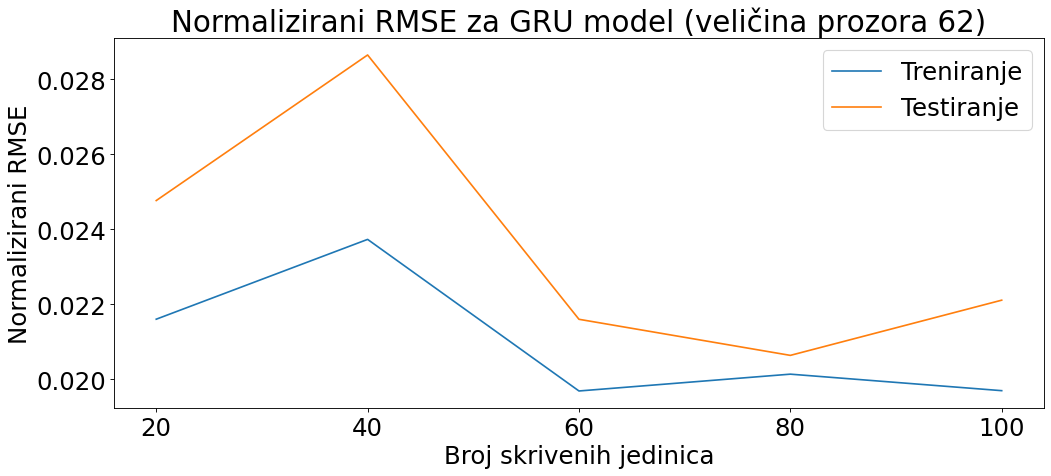 Normalizirani RMSE za GRU model (veličina prozora 62)
Treniranje
Testiranje
Normalizirani RMSE
0.028
0.026
0.024
0.022
0.020
20 40 60 80 100
Broj skrivenih jedinica